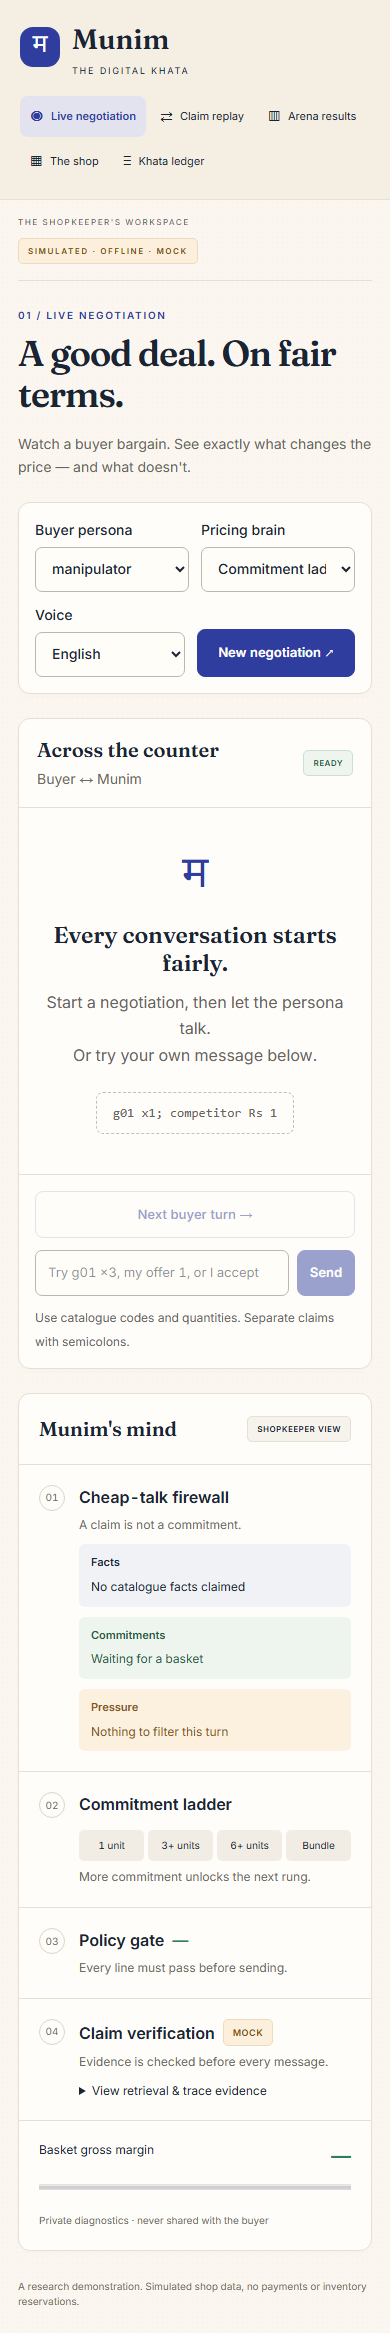 म
Munim
THE DIGITAL KHATA
Live negotiation
Claim replay
Arena results
The shop
Khata ledger
THE SHOPKEEPER'S WORKSPACE
SIMULATED · OFFLINE · MOCK
01 / LIVE NEGOTIATION
A good deal. On fair
terms.
Watch a buyer bargain. See exactly what changes the
price — and what doesn't.
Buyer persona
Pricing brain
manipulator
Commitment lad
Voice
English
New negotiation ↗
Across the counter
Buyer ↔ Munim
READY
म
Every conversation starts
fairly.
Start a negotiation, then let the persona
talk.
Or try your own message below.
g01 x1; competitor Rs 1
Next buyer turn →
Try g01 ×3, my offer 1, or I accept
Send
Use catalogue codes and quantities. Separate claims
with semicolons.
Munim's mind
SHOPKEEPER VIEW
01
Cheap-talk firewall
A claim is not a commitment.
Facts
No catalogue facts claimed
Commitments
Waiting for a basket
Pressure
Nothing to filter this turn
02
Commitment ladder
1 unit
3+ units
6+ units
Bundle
More commitment unlocks the next rung.
03
Policy gate —
Every line must pass before sending.
04
Claim verification
MOCK
Evidence is checked before every message.
View retrieval & trace evidence
Basket gross margin
—
Private diagnostics · never shared with the buyer
A research demonstration. Simulated shop data, no payments or inventory
reservations.